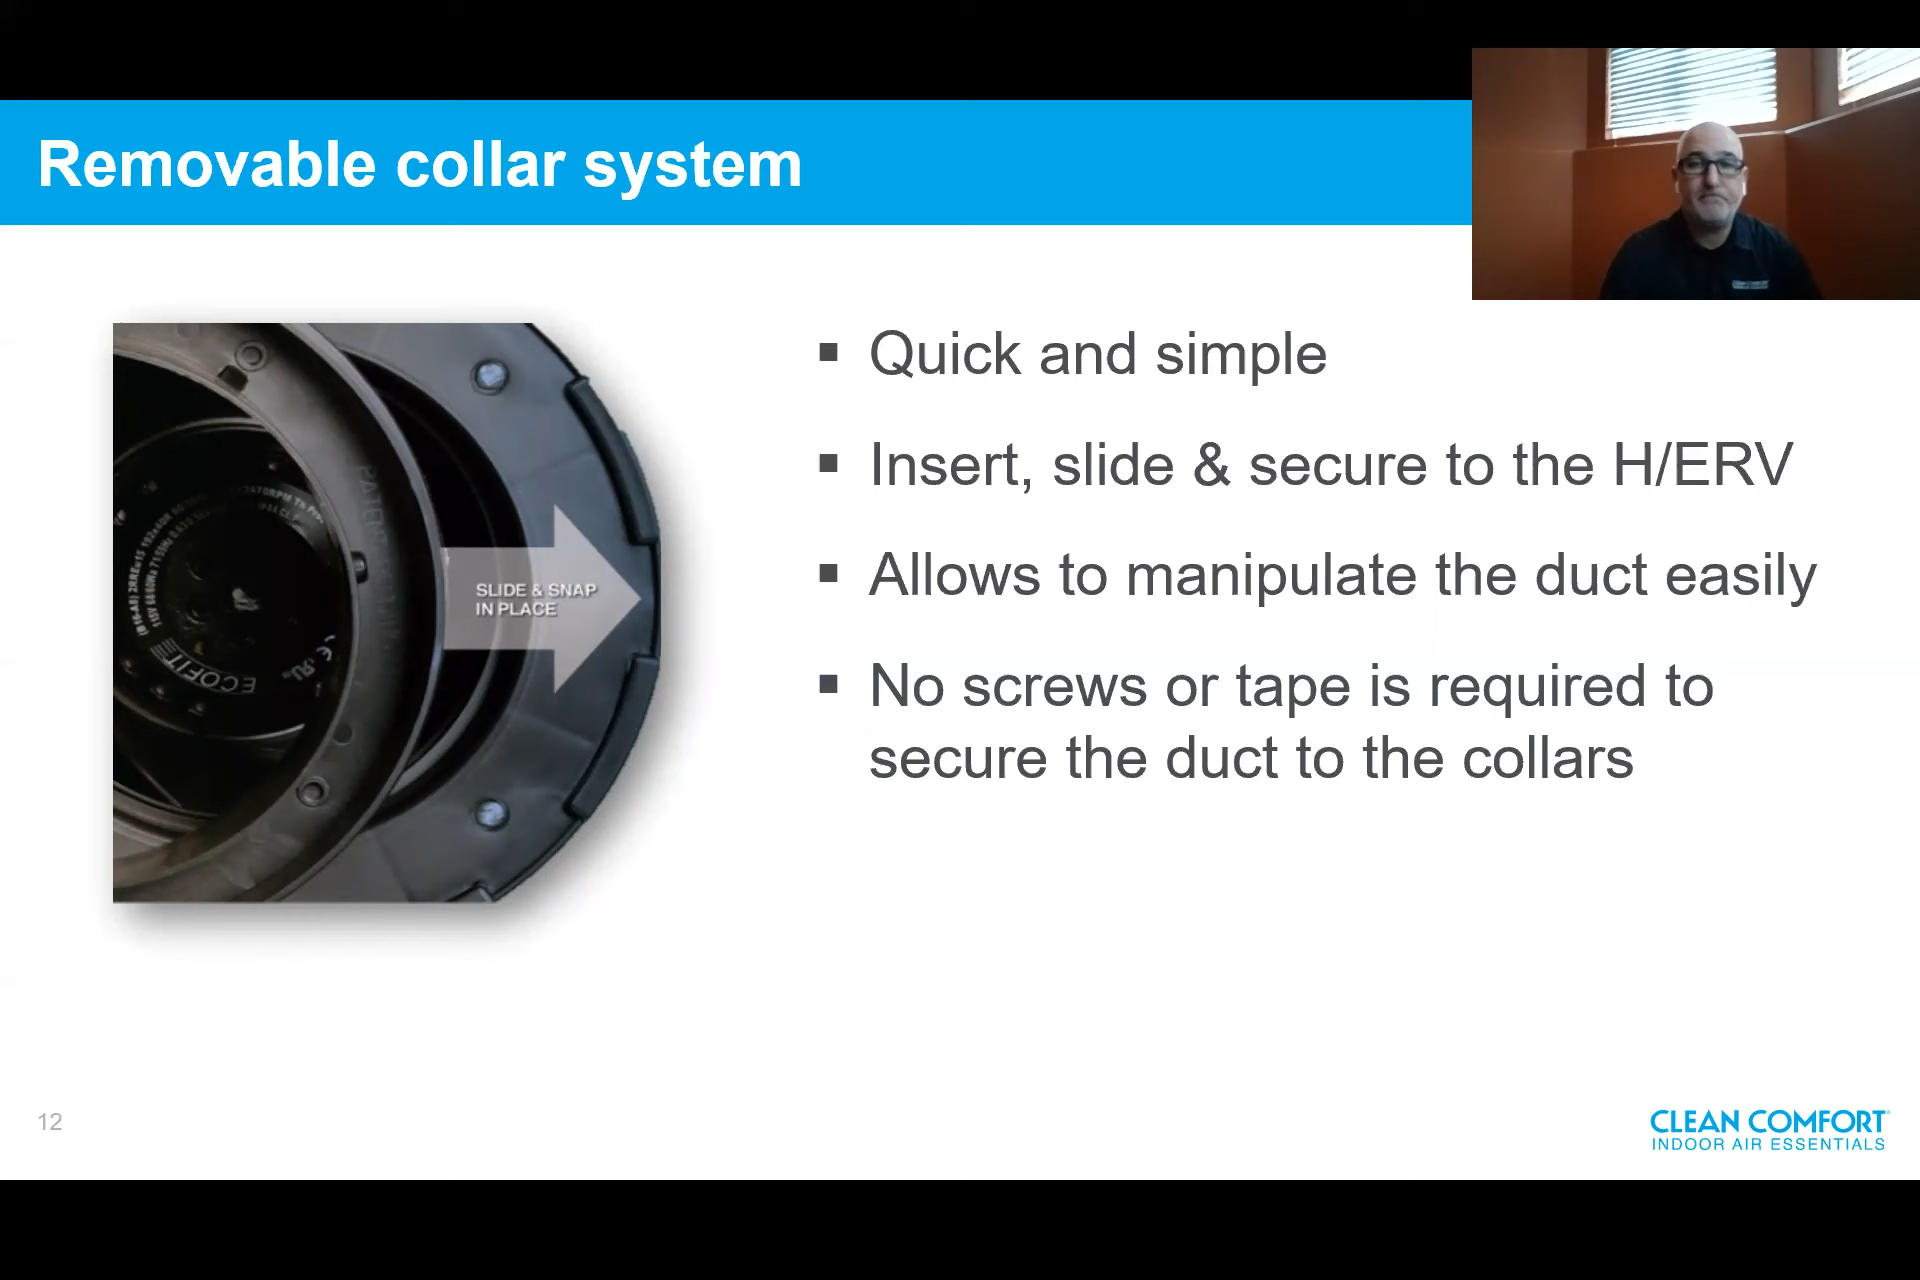 Removable collar system
SLIDE & SNAP
IN PLACE
ECOFIT
▪ Quick and simple
▪ Insert, slide & secure to the H/ERV
▪ Allows to manipulate the duct easily
▪ No screws or tape is required to
secure the duct to the collars
12
CLEAN COMFORT
INDOOR AIR ESSENTIALS